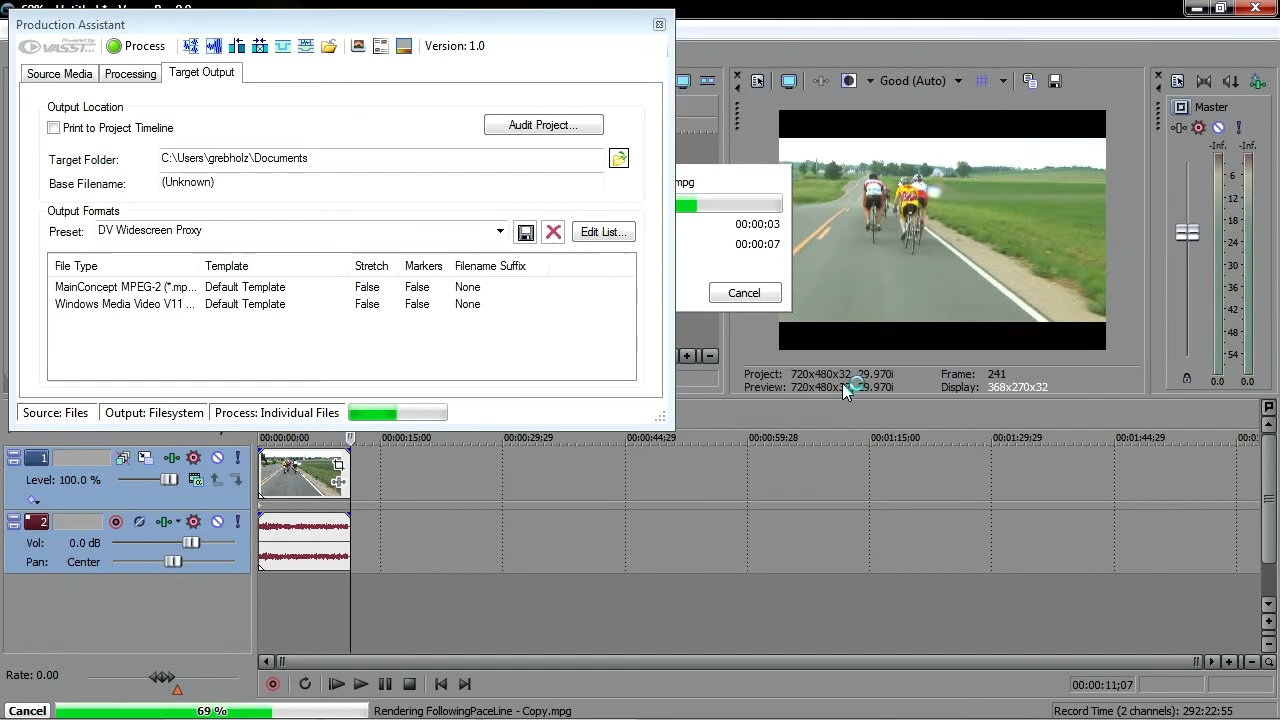 Production Assistant
Powered by
VASST... Process Version: 1.0
Source Media Processing Target Output
Output Location
Print to Project Timeline Audit Project...
Target Folder: C:\Users\grebholz\Documents
Base Filename: (Unknown)
Output Formats
Preset: DV Widescreen Proxy Edit List...
File Type Template Stretch Markers Filename Suffix
MainConcept MPEG-2 (*.mp... Default Template False False None
Windows Media Video V11 ... Default Template False False None
Source: Files Output: Filesystem Process: Individual Files
mpg
00:00:03
00:00:07
Cancel
Good (Auto)
Project: 720x480x32, 29.970i Frame: 241
Preview: 720x480x32, 29.970i Display: 368x270x32
Master
-Inf. -Inf.
6
12
18
24
30
36
42
48
54
0.0 0.0
00:00:00;00 00:00:15;00 00:00:29;29 00:00:44;29 00:00:59;28 00:01:15;00 00:01:29;29 00:01:44;29 00:0
1
Level: 100.0 %
2
Vol: 0.0 dB
Pan: Center
Rate: 0.00
00:00:11;07
Cancel 69 % Rendering FollowingPaceLine - Copy.mpg Record Time (2 channels): 292:22:55